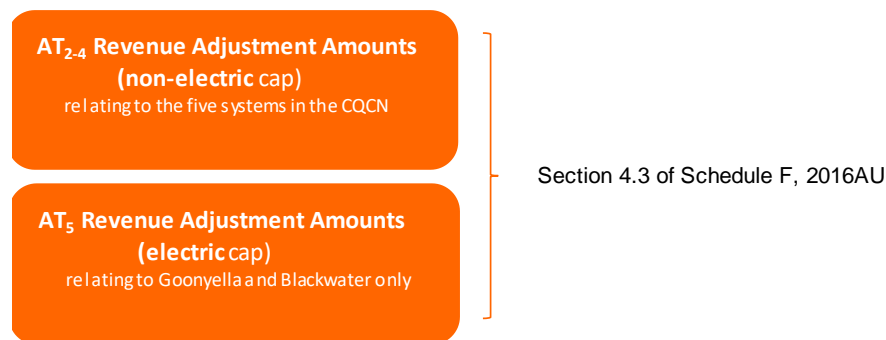 AT2-4 Revenue Adjustment Amounts
(non-electric cap)
relating to the five systems in the CQCN
Section 4.3 of Schedule F, 2016AU
AT5 Revenue Adjustment Amounts
(electric cap)
relating to Goonyella and Blackwater only